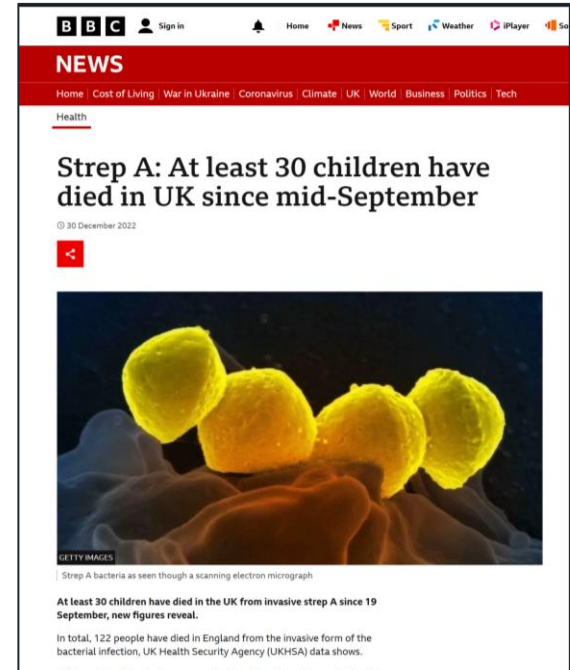 BBC Sign in Home News Sport Weather iPlayer So
NEWS
Home Cost of Living War in Ukraine Coronavirus Climate UK World Business Politics Tech
Health
Strep A: At least 30 children have
died in UK since mid-September
30 December 2022
GETTY IMAGES
Strep A bacteria as seen though a scanning electron micrograph
At least 30 children have died in the UK from invasive strep A since 19
September, new figures reveal.
In total, 122 people have died in England from the invasive form of the
bacterial infection, UK Health Security Agency (UKHSA) data shows.